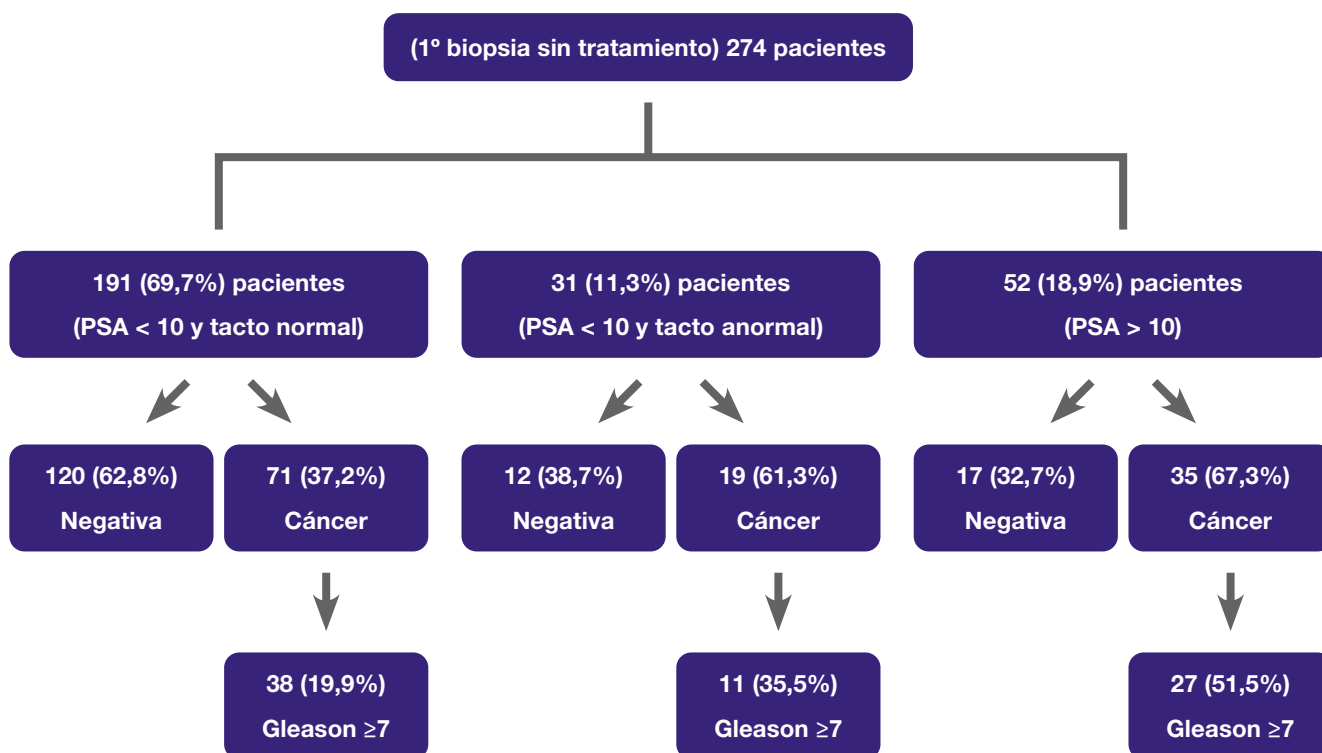 (1º biopsia sin tratamiento) 274 pacientes
191 (69,7%) pacientes
(PSA < 10 y tacto normal)
31 (11,3%) pacientes
(PSA < 10 y tacto anormal)
52 (18,9%) pacientes
(PSA > 10)
120 (62,8%)
Negativa
71 (37,2%)
Cáncer
12 (38,7%)
Negativa
19 (61,3%)
Cáncer
17 (32,7%)
Negativa
35 (67,3%)
Cáncer
38 (19,9%)
Gleason ≥7
11 (35,5%)
Gleason ≥7
27 (51,5%)
Gleason ≥7